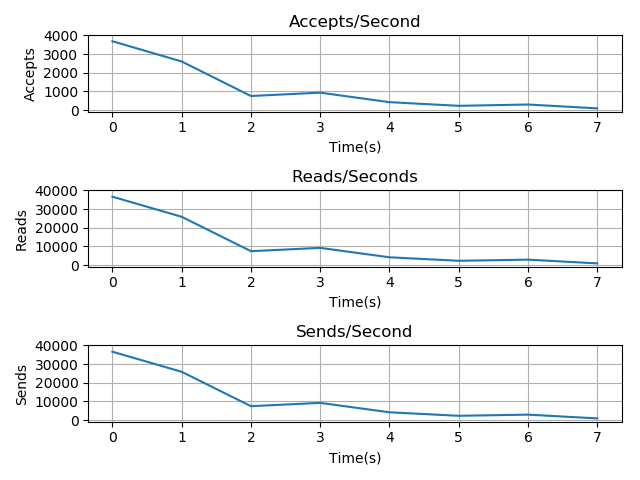 Accepts/Second
4000
3000
2000
1000
0
Accepts
0 1 2 3 4 5 6 7
Time(s)
Reads/Seconds
40000
30000
20000
10000
0
Reads
0 1 2 3 4 5 6 7
Time(s)
Sends/Second
40000
30000
20000
10000
0
Sends
0 1 2 3 4 5 6 7
Time(s)